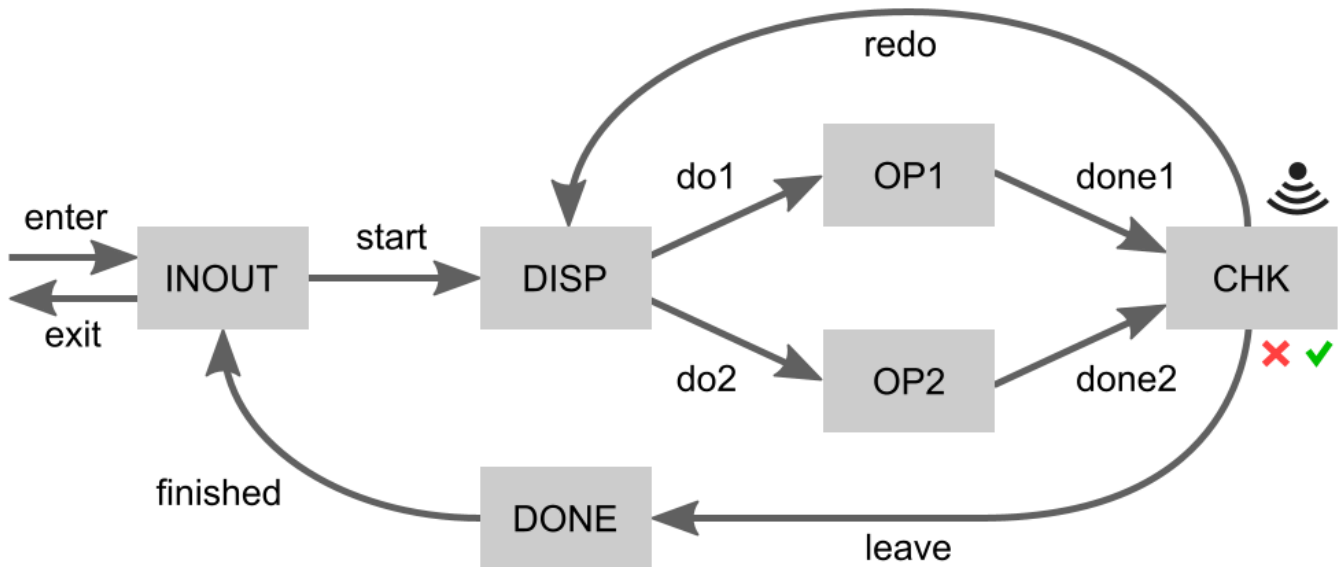 redo
do1
OP1
done1
enter
start
INOUT
DISP
CHK
exit
do2
OP2
done2
finished
DONE
leave